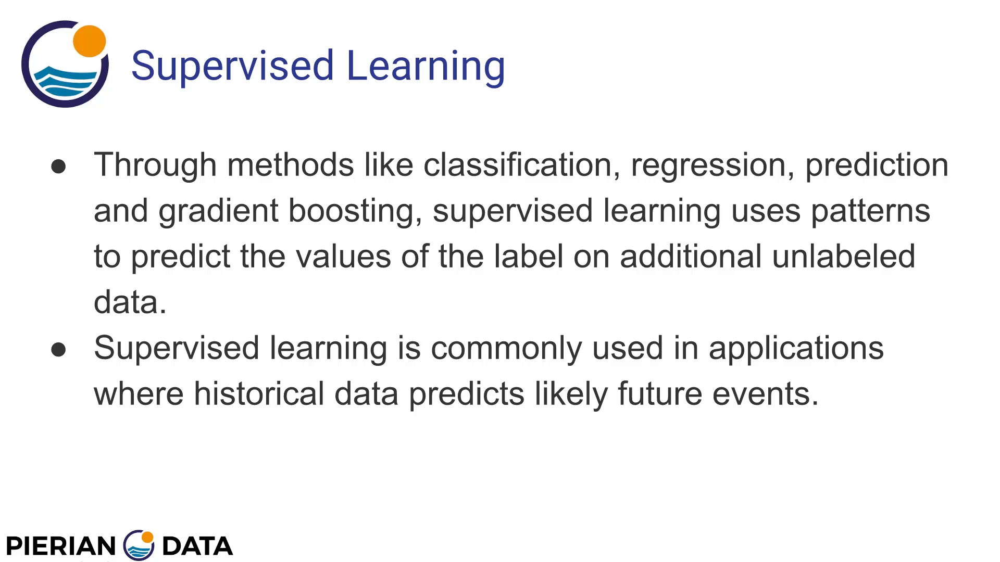 Supervised Learning
● Through methods like classification, regression, prediction
and gradient boosting, supervised learning uses patterns
to predict the values of the label on additional unlabeled
data.
● Supervised learning is commonly used in applications
where historical data predicts likely future events.
PIERIAN DATA